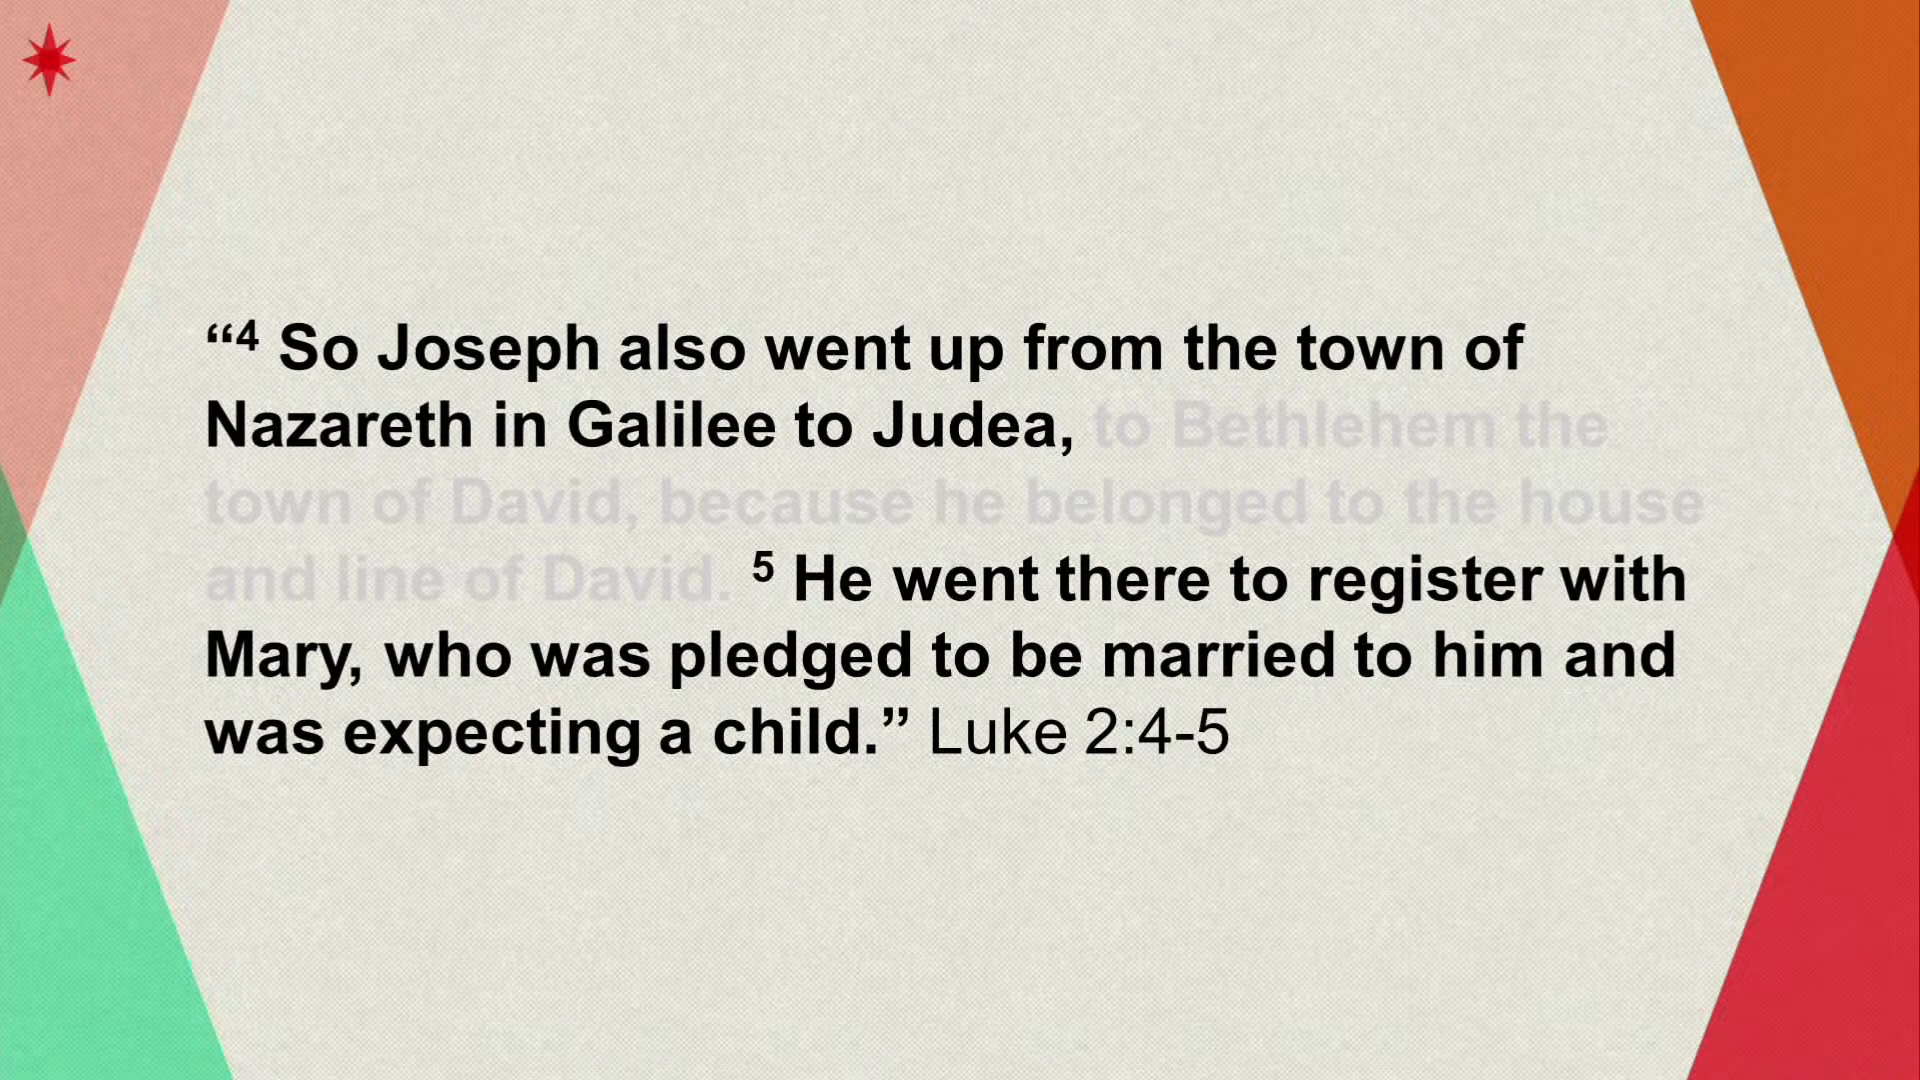 “⁴ So Joseph also went up from the town of
Nazareth in Galilee to Judea, to Bethlehem the
town of David, because he belonged to the house
and line of David. ⁵ He went there to register with
Mary, who was pledged to be married to him and
was expecting a child.” Luke 2:4-5